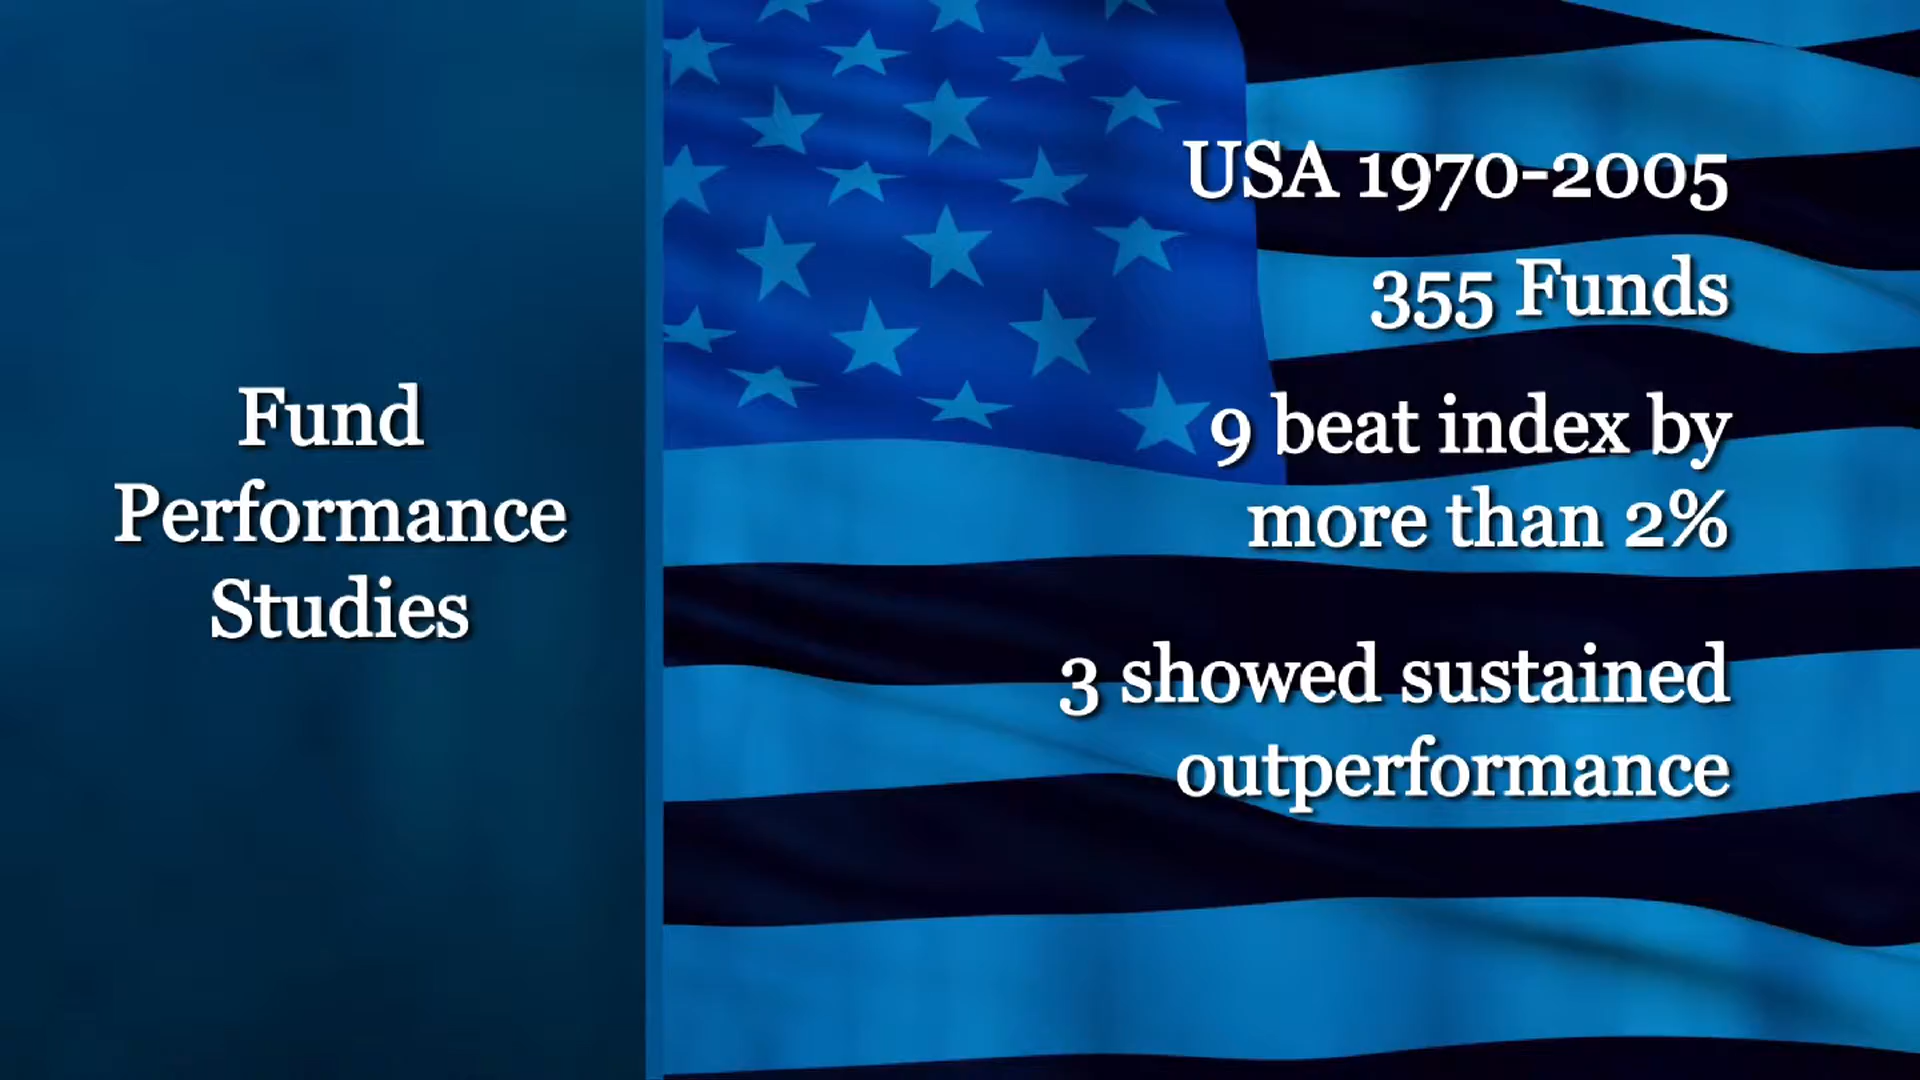 Fund
Performance
Studies
USA 1970-2005
355 Funds
9 beat index by
more than 2%
3 showed sustained
outperformance